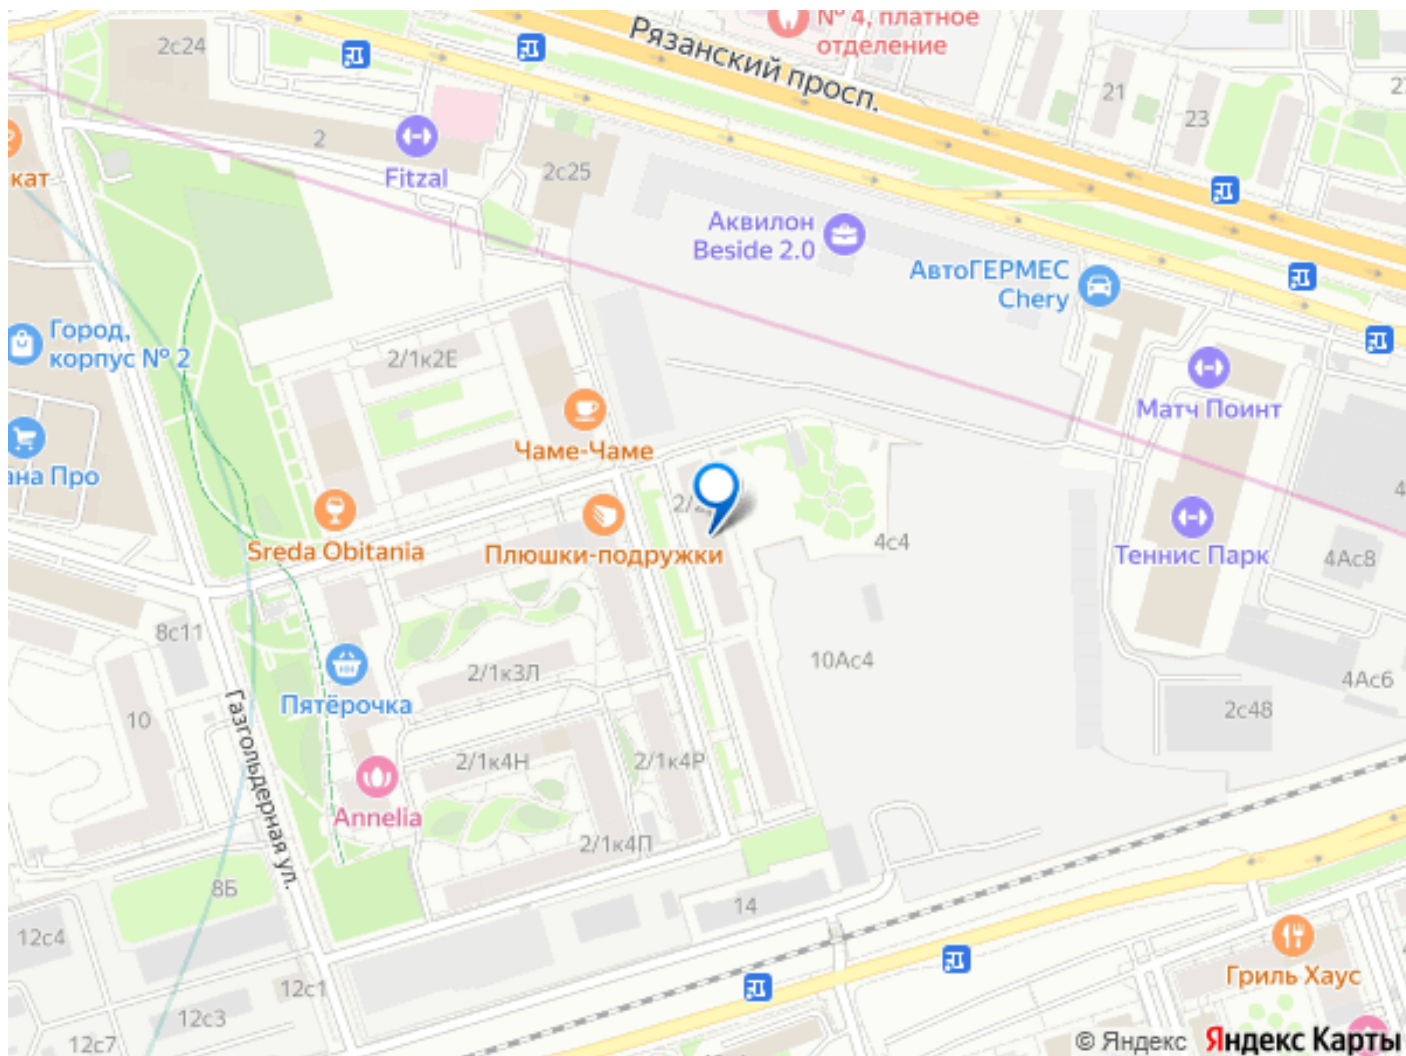 № 4, платное
отделение
Рязанский просп.
2с24
21
23
2
Fitzal
2с25
кат
Аквилон
Beside 2.0
АвтоГЕРМЕС
Chery
Город,
корпус № 2
2/1к2Е
Матч Поинт
Чаме-Чаме
ана Про
Sreda Obitania
Плюшки-подружки
4с4
Теннис Парк
4Ас8
8с11
10Ас4
2/1к3Л
4Ас6
Пятёрочка
10
2с48
Газгольдерная ул.
2/1к4Н
2/1к4Р
Annelia
2/1к4П
8Б
14
12с4
Гриль Хаус
12с1
12с3
12с7
© Яндекс Яндекс Карты